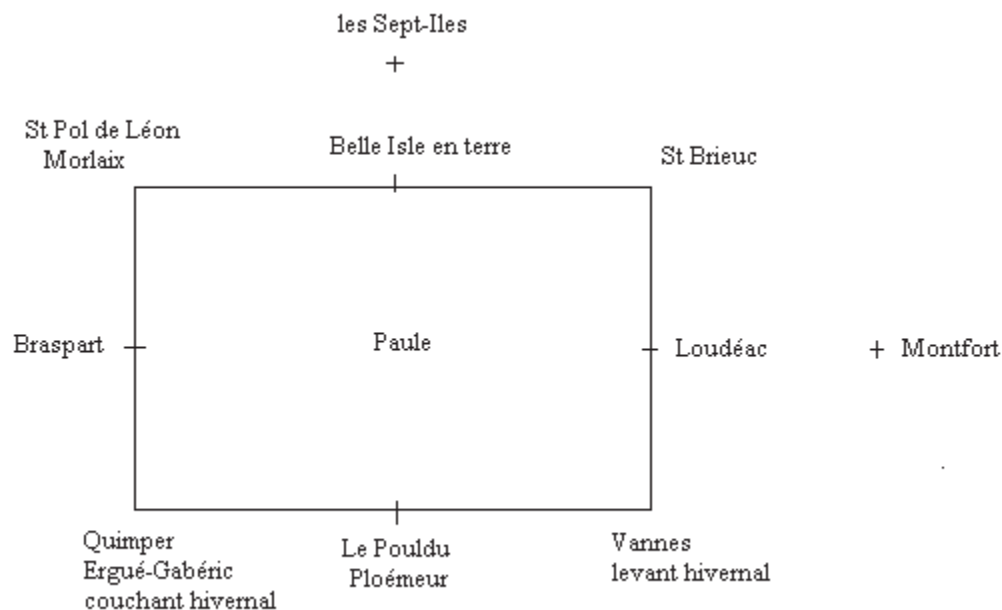 les Sept-Iles
+
St Pol de Léon
Morlaix
Belle Isle en terre
St Brieuc
Braspart
Paule
Loudéac
+ Montfort
Quimper
Ergué-Gabéric
couchant hivernal
Le Pouldu
Ploémeur
Vannes
levant hivernal